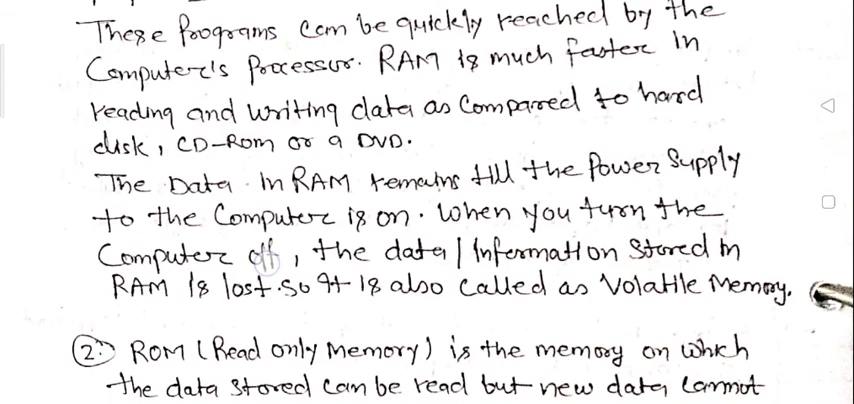 These Programs can be quickly reached by the
Computer's Processor. RAM is much faster in
reading and writing data as Compared to hard
disk, CD-Rom or a DVD.
The Data in RAM remains till the Power Supply
to the Computer is on. When you turn the
Computer off, the data/Information Stored in
RAM is lost. So it is also called as Volatile Memory.
2. ROM (Read only Memory) is the memory on which
the data stored can be read but new data cannot